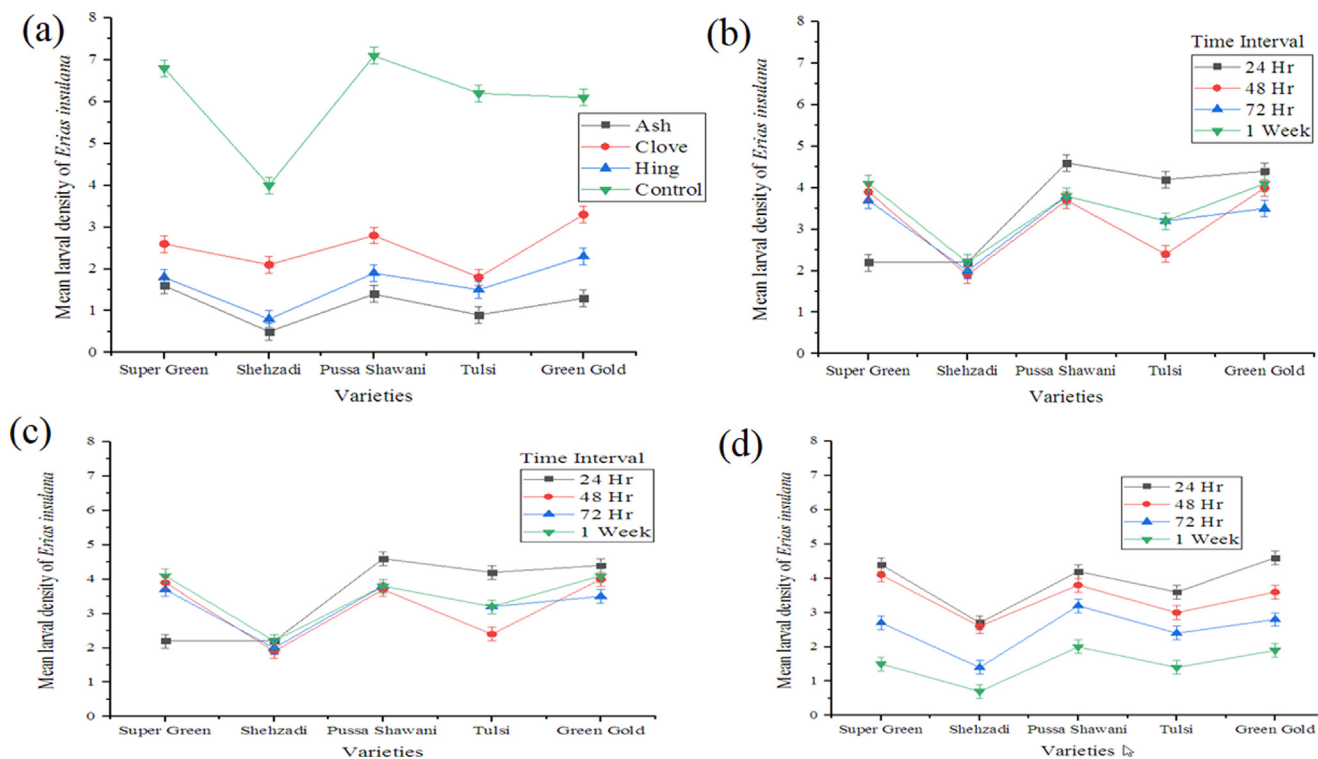 (a)
Mean larval density of Erias insulana
8
7
6
5
4
3
2
1
0
Ash
Clove
Hing
Control
Super Green Shehzadi Pussa Shawani Tulsi Green Gold
Varieties
(b)
Mean larval density of Erias insulana
8
7
6
5
4
3
2
1
0
Time Interval
24 Hr
48 Hr
72 Hr
1 Week
Super Green Shehzadi Pussa Shawani Tulsi Green Gold
Varieties
(c)
Mean larval density of Erias insulana
8
7
6
5
4
3
2
1
0
Time Interval
24 Hr
48 Hr
72 Hr
1 Week
Super Green Shehzadi Pussa Shawani Tulsi Green Gold
Varieties
(d)
Mean larval density of Erias insulana
8
7
6
5
4
3
2
1
0
Time Interval
24 Hr
48 Hr
72 Hr
1 Week
Super Green Shehzadi Pussa Shawani Tulsi Green Gold
Varieties